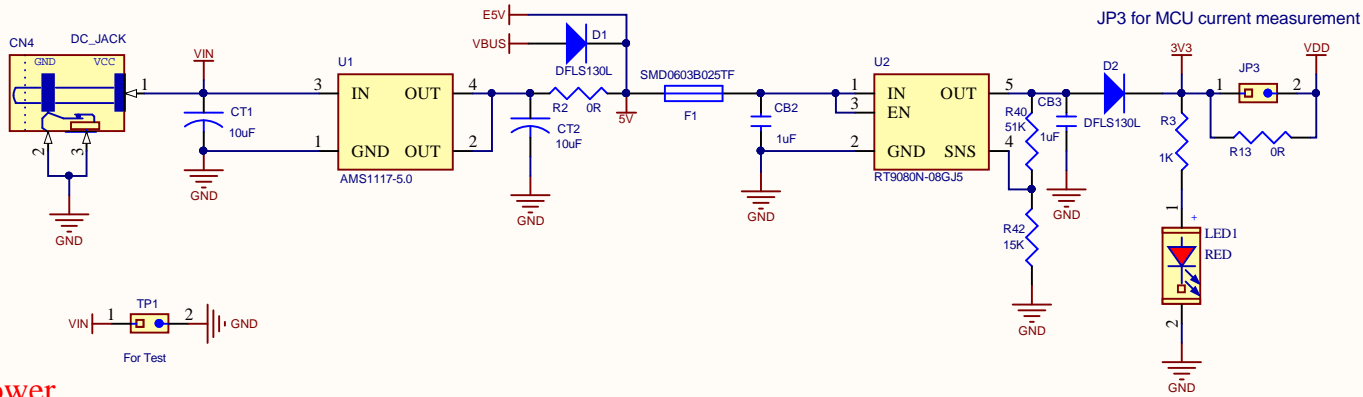 JP3 for MCU current measurement
CN4 DC_JACK
GND VCC
1
2
3
GND
VIN
CT1
10uF
GND
U1
3 IN OUT 4
1 GND OUT 2
AMS1117-5.0
CT2
10uF
GND
R2 0R
E5V
VBUS
D1
DFLS130L
5V
SMD0603B025TF
F1
CB2
1uF
GND
U2
1 IN OUT 5
3 EN
2 GND SNS 4
RT9080N-08GJ5
R40
51K
R42
15K
GND
CB3
1uF
GND
D2
DFLS130L
3V3
R3
1K
1
+
LED1
RED
2
GND
VDD
JP3
1 2
R13 0R
TP1
VIN 1 2 GND
For Test
ower